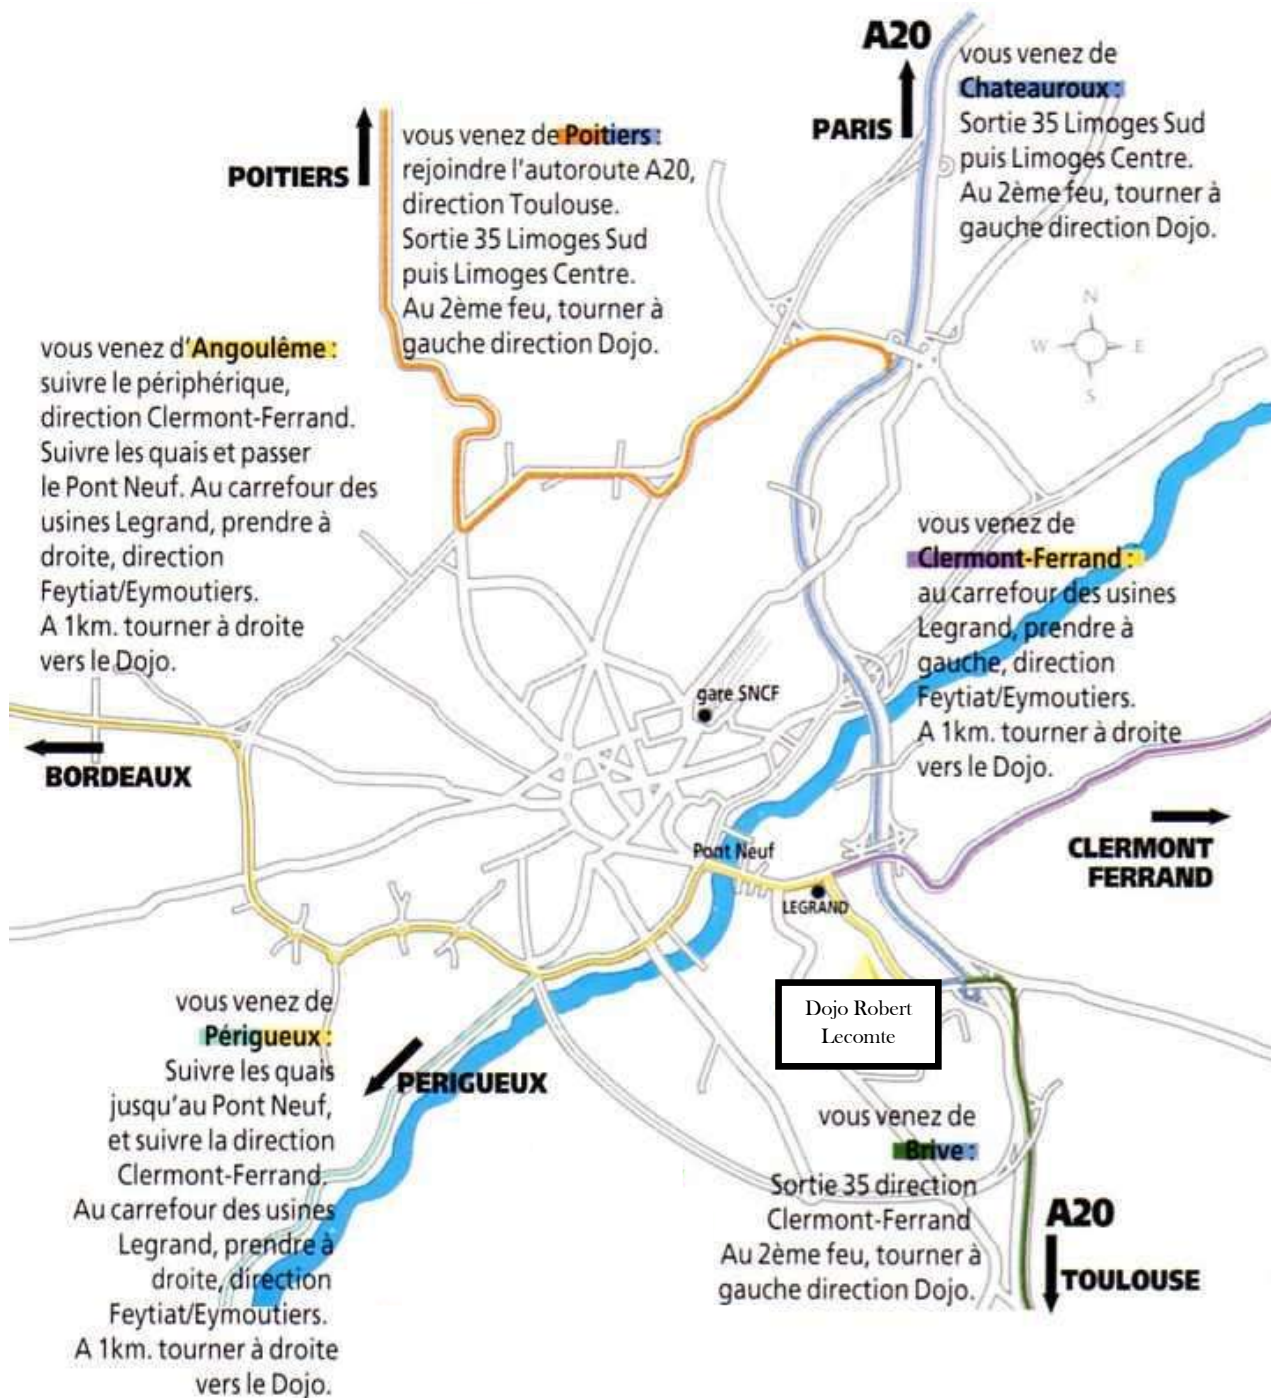 A20
PARIS
vous venez de
Chateauroux :
Sortie 35 Limoges Sud
puis Limoges Centre.
Au 2ème feu, tourner à
gauche direction Dojo.
POITIERS
vous venez de Poitiers :
rejoindre l'autoroute A20,
direction Toulouse.
Sortie 35 Limoges Sud
puis Limoges Centre.
Au 2ème feu, tourner à
gauche direction Dojo.
N
W
E
S
vous venez d'Angoulême :
suivre le périphérique,
direction Clermont-Ferrand.
Suivre les quais et passer
le Pont Neuf. Au carrefour des
usines Legrand, prendre à
droite, direction
Feytiat/Eymoutiers.
A 1km. tourner à droite
vers le Dojo.
vous venez de
Clermont-Ferrand :
au carrefour des usines
Legrand, prendre à
gauche, direction
Feytiat/Eymoutiers.
A 1km. tourner à droite
vers le Dojo.
gare SNCF
BORDEAUX
Pont Neuf
LEGRAND
CLERMONT
FERRAND
Dojo Robert
Lecomte
vous venez de
Périgueux :
Suivre les quais
jusqu'au Pont Neuf,
et suivre la direction
Clermont-Ferrand.
Au carrefour des usines
Legrand, prendre à
droite, direction
Feytiat/Eymoutiers.
A 1km. tourner à droite
vers le Dojo.
PERIGUEUX
vous venez de
Brive :
Sortie 35 direction
Clermont-Ferrand
Au 2ème feu, tourner à
gauche direction Dojo.
A20
TOULOUSE